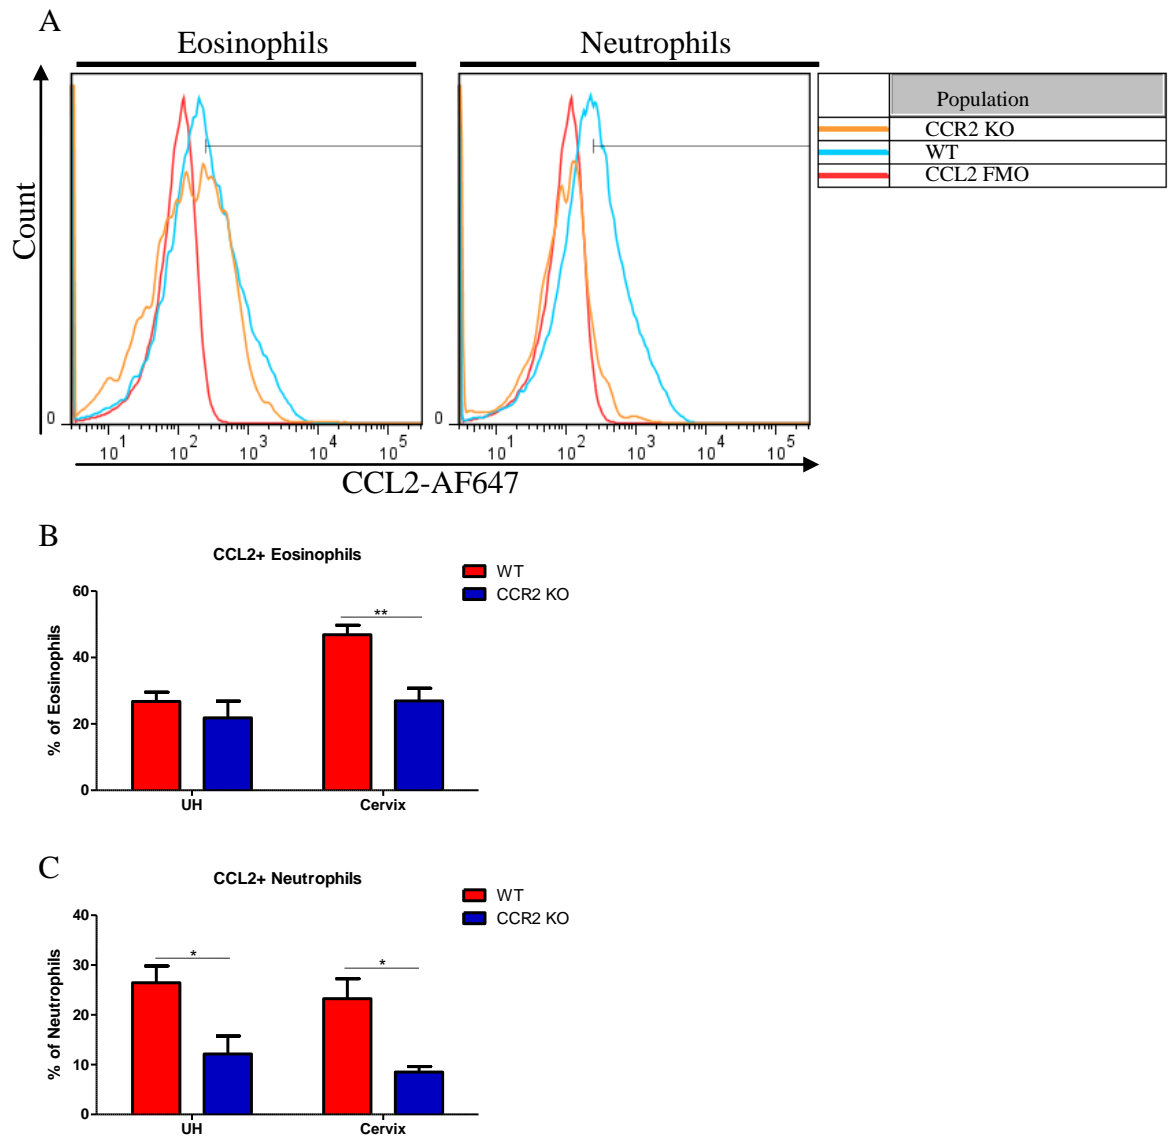 A
Eosinophils
Neutrophils
Count
0
10^1 10^2 10^3 10^4 10^5
0
10^1 10^2 10^3 10^4 10^5
CCL2-AF647
Population
CCR2 KO
WT
CCL2 FMO
B
CCL2+ Eosinophils
WT
CCR2 KO
% of Eosinophils
60
40
20
0
**
UH Cervix
C
CCL2+ Neutrophils
WT
CCR2 KO
% of Neutrophils
40
30
20
10
0
* *
UH Cervix